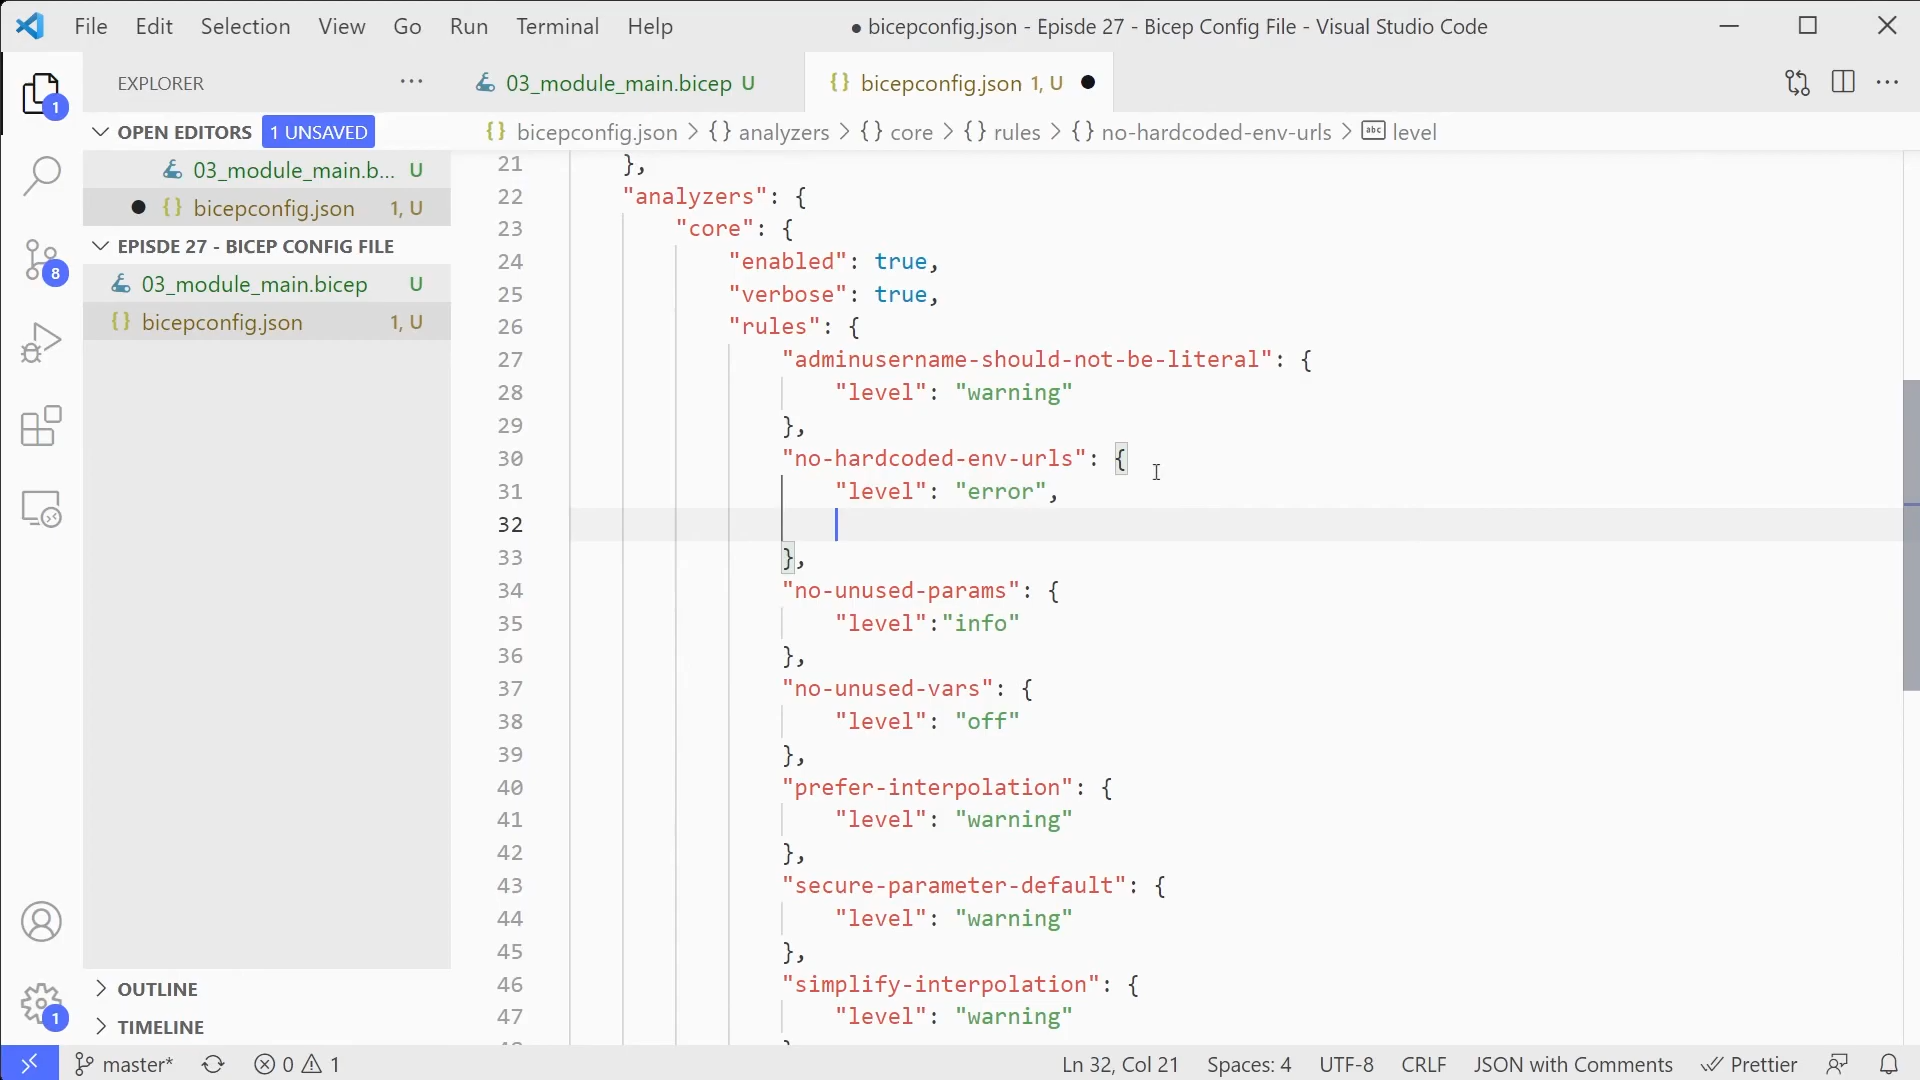 File Edit Selection View Go Run Terminal Help
● bicepconfig.json - Episde 27 - Bicep Config File - Visual Studio Code
EXPLORER
03_module_main.bicep U
{} bicepconfig.json 1, U
OPEN EDITORS 1 UNSAVED
{} bicepconfig.json > {} analyzers > {} core > {} rules > {} no-hardcoded-env-urls > abc level
03_module_main.b... U
{} bicepconfig.json 1, U
EPISDE 27 - BICEP CONFIG FILE
03_module_main.bicep U
{} bicepconfig.json 1, U
1
8
1
OUTLINE
TIMELINE
21 },
22 "analyzers": {
23 "core": {
24 "enabled": true,
25 "verbose": true,
26 "rules": {
27 "adminusername-should-not-be-literal": {
28 "level": "warning"
29 },
30 "no-hardcoded-env-urls": {
31 "level": "error",
32
33 },
34 "no-unused-params": {
35 "level":"info"
36 },
37 "no-unused-vars": {
38 "level": "off"
39 },
40 "prefer-interpolation": {
41 "level": "warning"
42 },
43 "secure-parameter-default": {
44 "level": "warning"
45 },
46 "simplify-interpolation": {
47 "level": "warning"
master* 0 1 Ln 32, Col 21 Spaces: 4 UTF-8 CRLF JSON with Comments Prettier